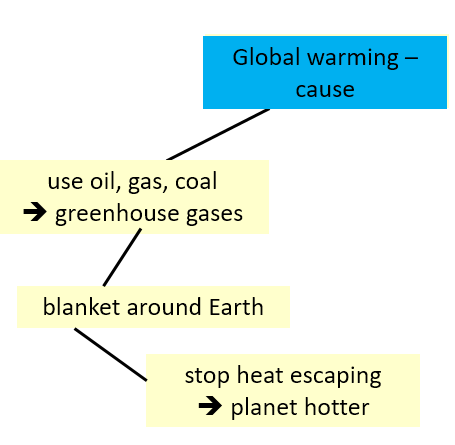 Global warming –
cause
use oil, gas, coal
➔ greenhouse gases
blanket around Earth
stop heat escaping
➔ planet hotter